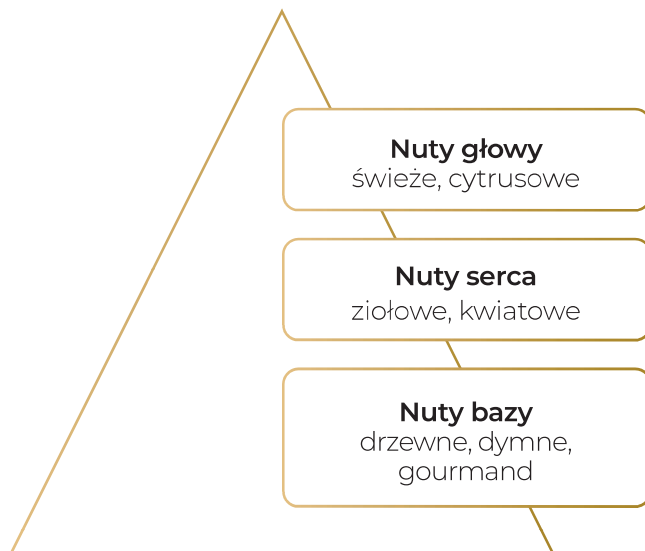 Nuty głowy
świeże, cytrusowe
Nuty serca
ziołowe, kwiatowe
Nuty bazy
drzewne, dymne,
gourmand